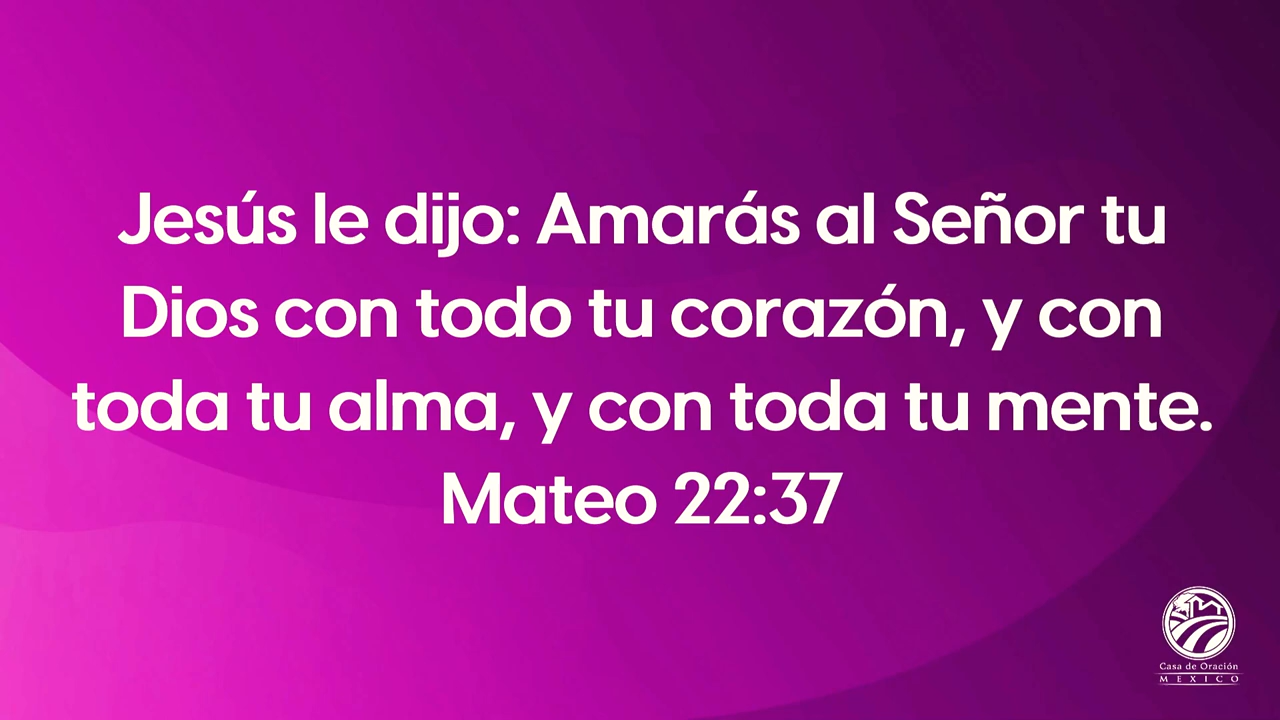 Jesús le dijo: Amarás al Señor tu
Dios con todo tu corazón, y con
toda tu alma, y con toda tu mente.
Mateo 22:37
Casa de Oración
MEXICO